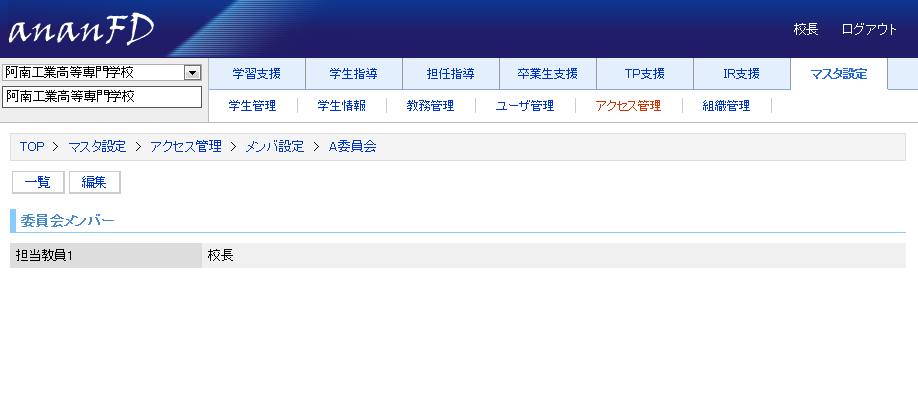 ananFD
校長 ログアウト
阿南工業高等専門学校
阿南工業高等専門学校
学習支援 学生指導 担任指導 卒業生支援 TP支援 IR支援 マスタ設定
学生管理 学生情報 教務管理 ユーザ管理 アクセス管理 組織管理
TOP > マスタ設定 > アクセス管理 > メンバ設定 > A委員会
一覧 編集
委員会メンバー
担当教員1 校長